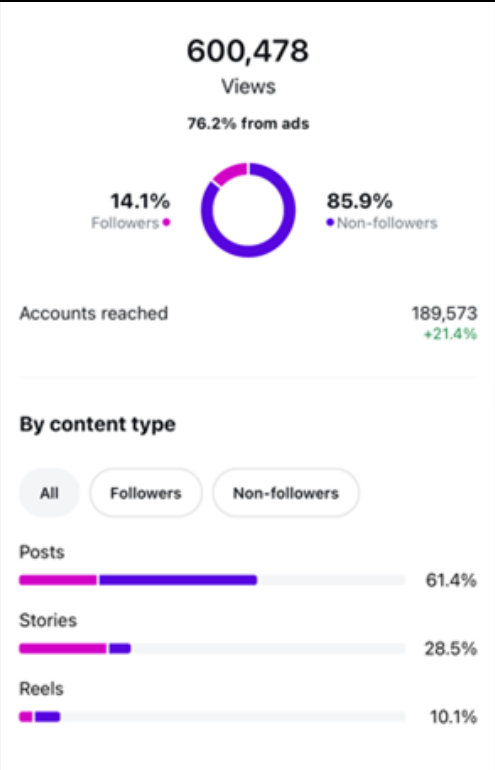 600,478
Views
76.2% from ads
14.1%
Followers
85.9%
Non-followers
Accounts reached
189,573
+21.4%
By content type
All
Followers
Non-followers
Posts
61.4%
Stories
28.5%
Reels
10.1%